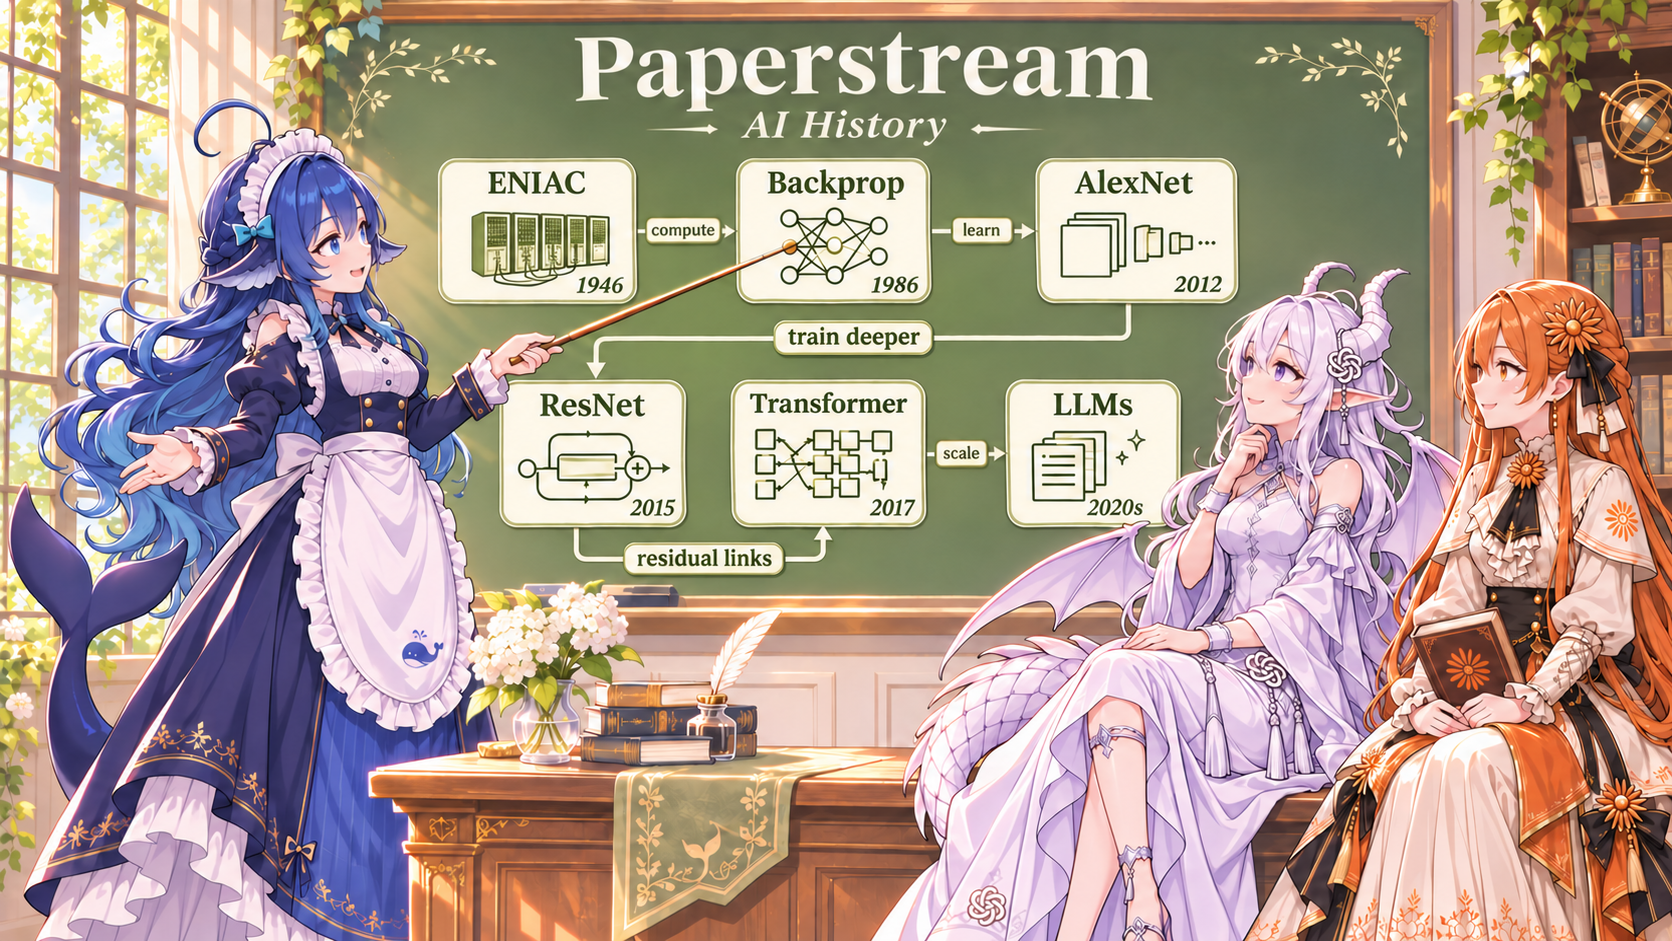 Paperstream
AI History
ENIAC
1946
compute
Backprop
1986
learn
AlexNet
...
2012
train deeper
ResNet
2015
residual links
Transformer
2017
scale
LLMs
2020s